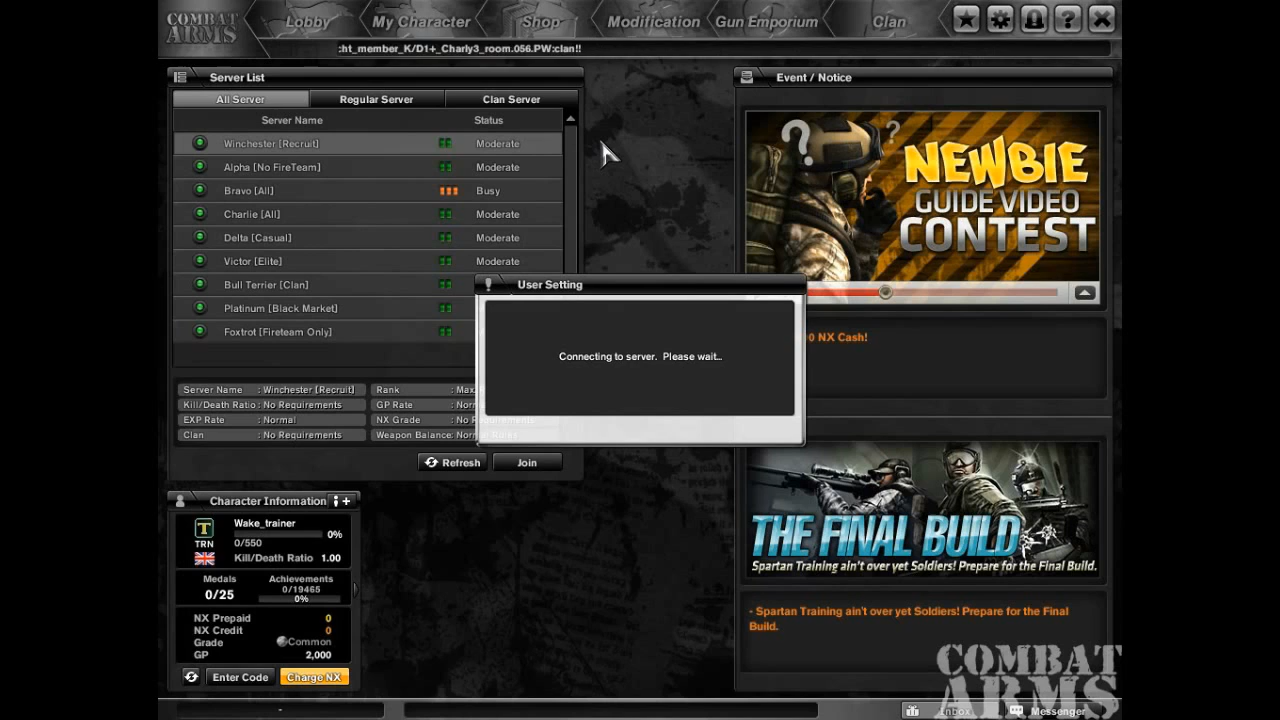 COMBAT
ARMS
Lobby
My Character
Shop
Modification
Gun Emporium
Clan
:ht_member_K/D1+_Charly3_room.056.PW:clan!!
Server List
All Server
Regular Server
Clan Server
Server Name Status
Winchester [Recruit] Moderate
Alpha [No FireTeam] Moderate
Bravo [All] Busy
Charlie [All] Moderate
Delta [Casual] Moderate
Victor [Elite] Moderate
Bull Terrier [Clan]
Platinum [Black Market]
Foxtrot [Fireteam Only]
Server Name : Winchester [Recruit]
Rank : Max.
Kill/Death Ratio : No Requirements
GP Rate
EXP Rate : Normal
NX Grade
Clan : No Requirements
Weapon Balance:
Refresh
Join
User Setting
Connecting to server. Please wait...
Event / Notice
NEWBIE
GUIDE VIDEO
CONTEST
NX Cash!
THE FINAL BUILD
Spartan Training ain't over yet Soldiers! Prepare for the Final Build.
- Spartan Training ain't over yet Soldiers! Prepare for the Final
Build.
Character Information
T
TRN
Wake_trainer
0%
0/550
Kill/Death Ratio 1.00
Medals
0/25
Achievements
0/19465
0%
NX Prepaid 0
NX Credit 0
Grade Common
GP 2,000
Enter Code
Charge NX
-
COMBAT
ARMS
Inbox
Messenger